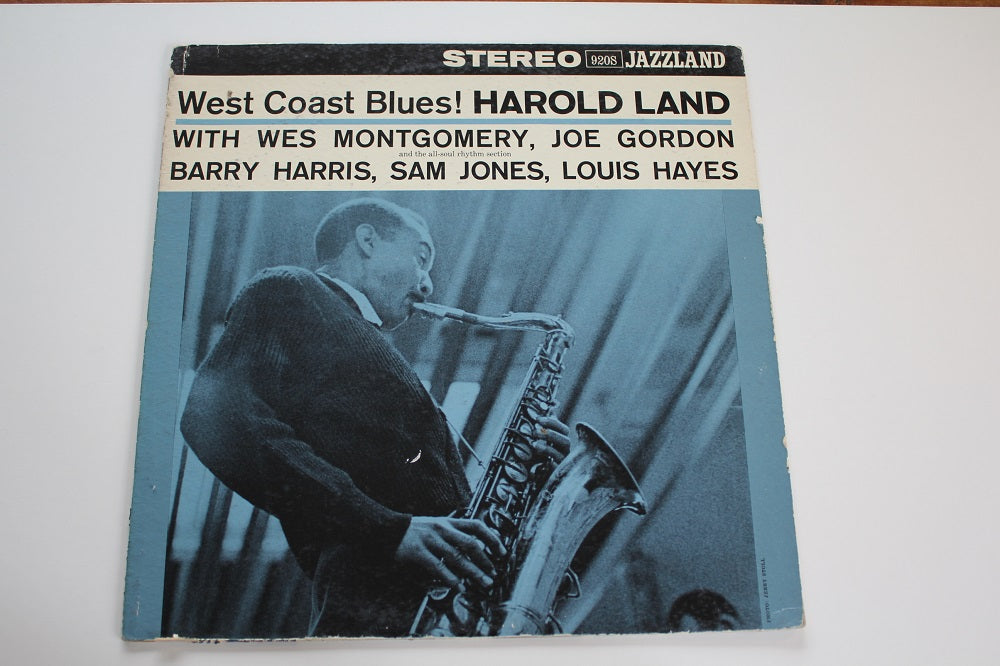 STEREO 920S JAZZLAND
West Coast Blues! HAROLD LAND
WITH WES MONTGOMERY, JOE GORDON
and the all-soul rhythm section
BARRY HARRIS, SAM JONES, LOUIS HAYES
PHOTO: JERRY STOLL